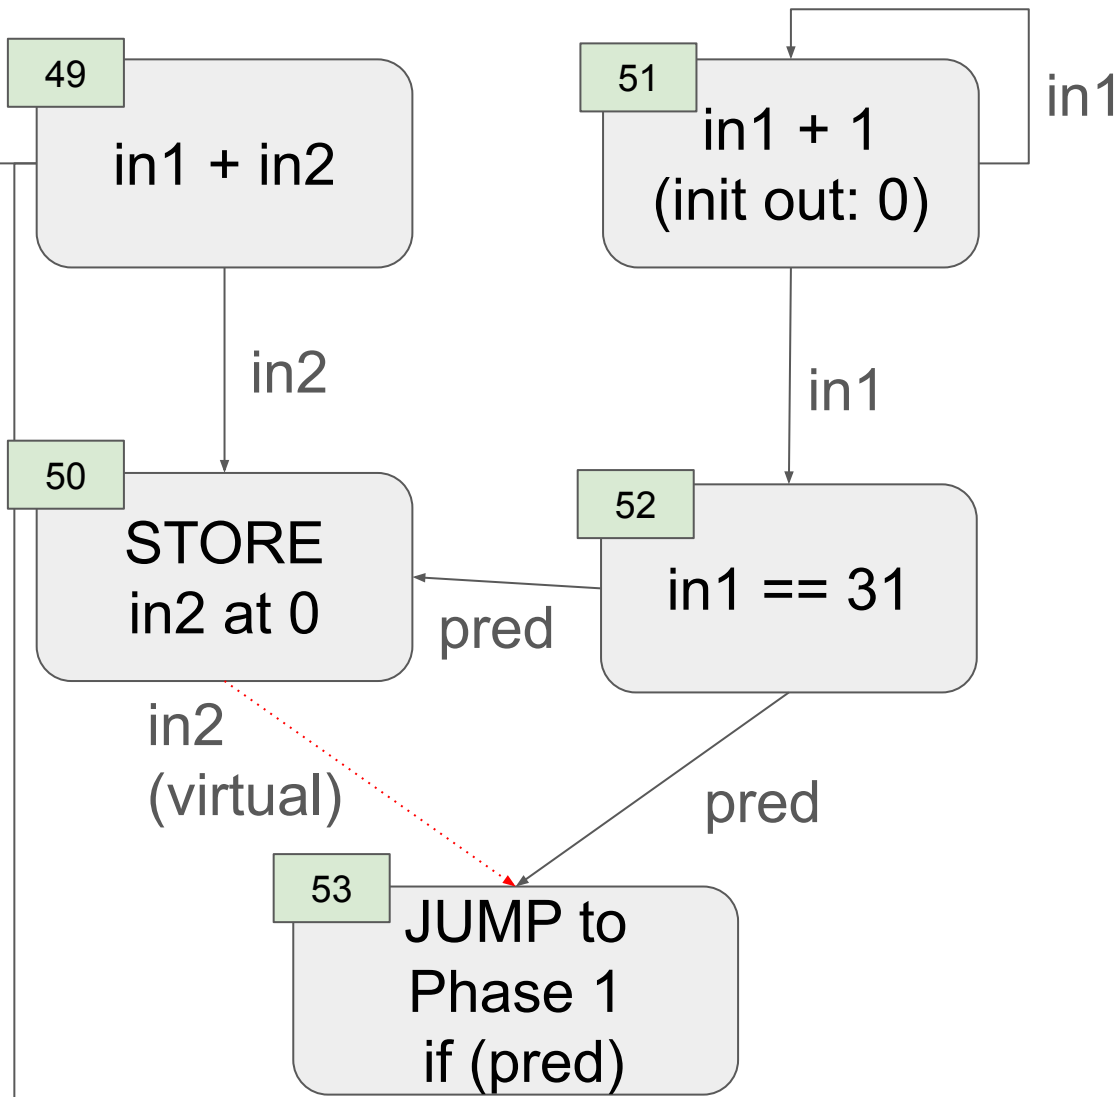 49
in1 + in2
51
in1 + 1
(init out: 0)
in1
in2
in1
50
STORE
in2 at 0
52
in1 == 31
pred
in2
(virtual)
pred
53
JUMP to
Phase 1
if (pred)